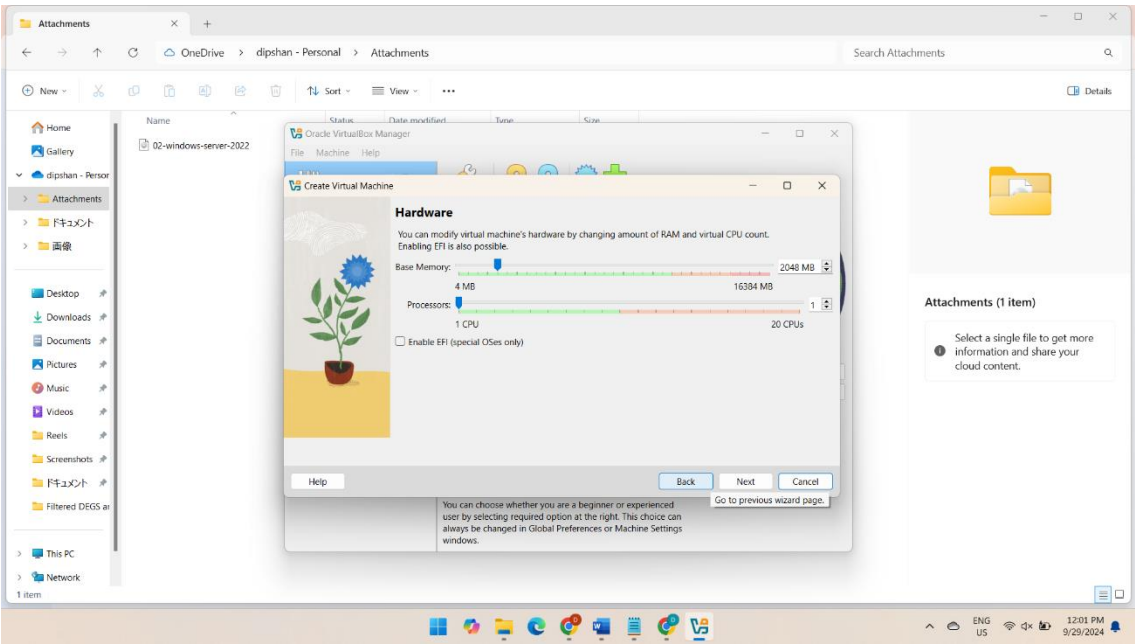 Attachments
OneDrive > dipshan - Personal > Attachments
Search Attachments
New
Sort
View
Details
Home
Gallery
dipshan - Persor
Attachments
ドキュメント
画像
Desktop
Downloads
Documents
Pictures
Music
Videos
Reels
Screenshots
ドキュメント
Filtered DEGS ar
This PC
Network
1 item
Name
Status
Date modified
Type
Size
02-windows-server-2022
Oracle VirtualBox Manager
File Machine Help
Create Virtual Machine
Hardware
You can modify virtual machine's hardware by changing amount of RAM and virtual CPU count.
Enabling EFI is also possible.
Base Memory:
2048 MB
4 MB
16384 MB
Processors:
1
1 CPU
20 CPUs
Enable EFI (special OSes only)
Help
Back
Next
Cancel
Go to previous wizard page.
You can choose whether you are a beginner or experienced
user by selecting required option at the right. This choice can
always be changed in Global Preferences or Machine Settings
windows.
Attachments (1 item)
Select a single file to get more
information and share your
cloud content.
ENG
US
12:01 PM
9/29/2024